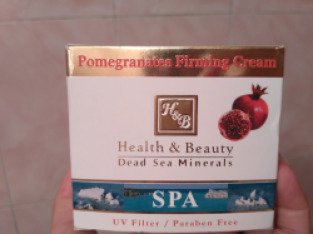 Pomegranates Firming Cream
H&B
Health & Beauty
Dead Sea Minerals
SPA
UV Filter / Paraben Free